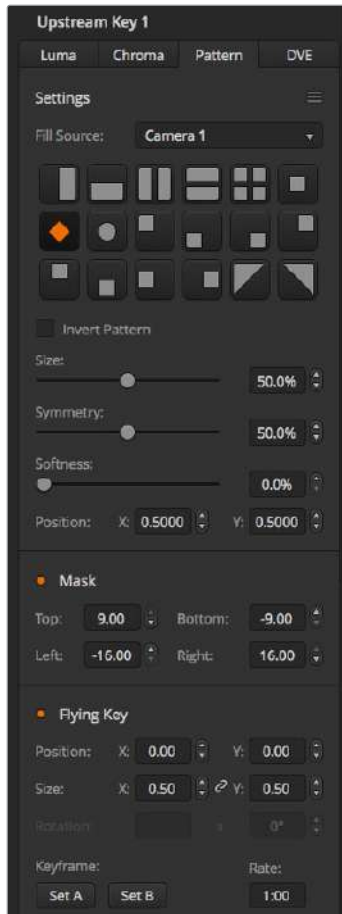 Upstream Key 1
Luma Chroma Pattern DVE
Settings
Fill Source: Camera 1
Invert Pattern
Size:
50.0%
Symmetry:
50.0%
Softness:
0.0%
Position: X: 0.5000 Y: 0.5000
Mask
Top: 9.00 Bottom: -9.00
Left: -16.00 Right: 16.00
Flying Key
Position: X: 0.00 Y: 0.00
Size: X: 0.50 Y: 0.50
Rotation: x 0°
Keyframe: Rate:
Set A Set B 1:00